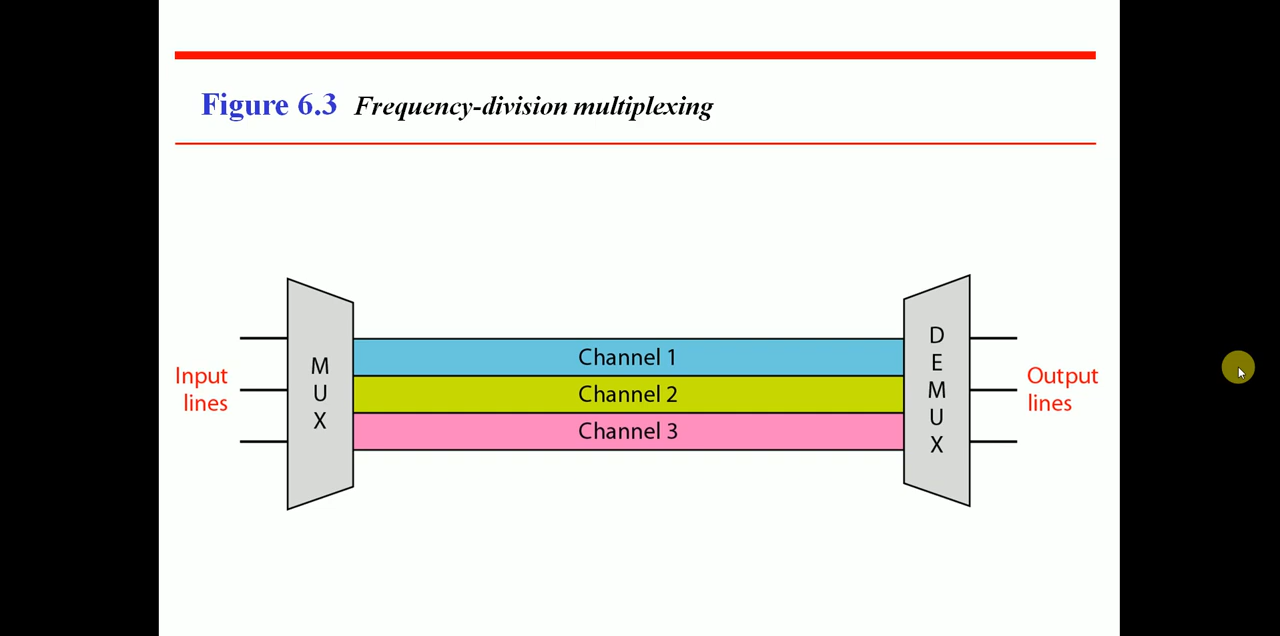 Figure 6.3 Frequency-division multiplexing
Input
lines
M
U
X
Channel 1
Channel 2
Channel 3
D
E
M
U
X
Output
lines